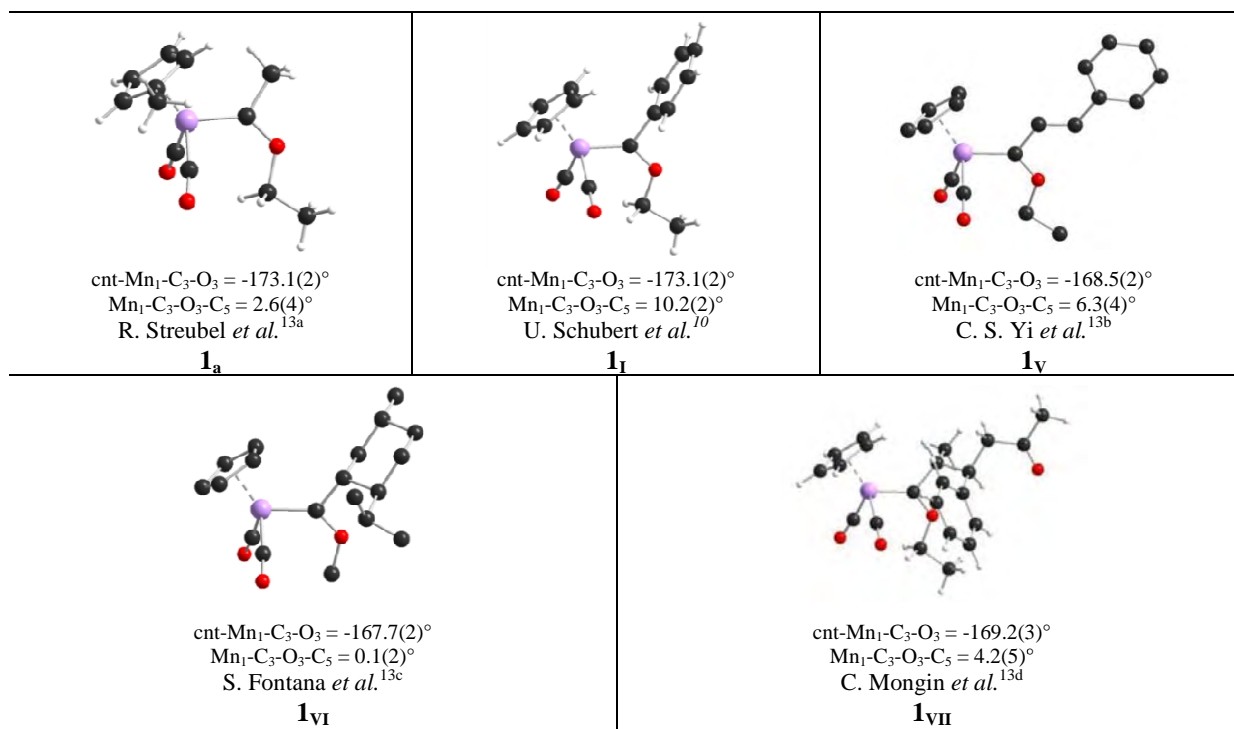 cnt-Mn₁-C₃-O₃ = -173.1(2)°
Mn₁-C₃-O₃-C₅ = 2.6(4)°
R. Streubel et al.¹³ᵃ
1ₐ
cnt-Mn₁-C₃-O₃ = -173.1(2)°
Mn₁-C₃-O₃-C₅ = 10.2(2)°
U. Schubert et al.¹⁰
1_I
cnt-Mn₁-C₃-O₃ = -168.5(2)°
Mn₁-C₃-O₃-C₅ = 6.3(4)°
C. S. Yi et al.¹³ᵇ
1_V
cnt-Mn₁-C₃-O₃ = -167.7(2)°
Mn₁-C₃-O₃-C₅ = 0.1(2)°
S. Fontana et al.¹³ᶜ
1_VI
cnt-Mn₁-C₃-O₃ = -169.2(3)°
Mn₁-C₃-O₃-C₅ = 4.2(5)°
C. Mongin et al.¹³ᵈ
1_VII